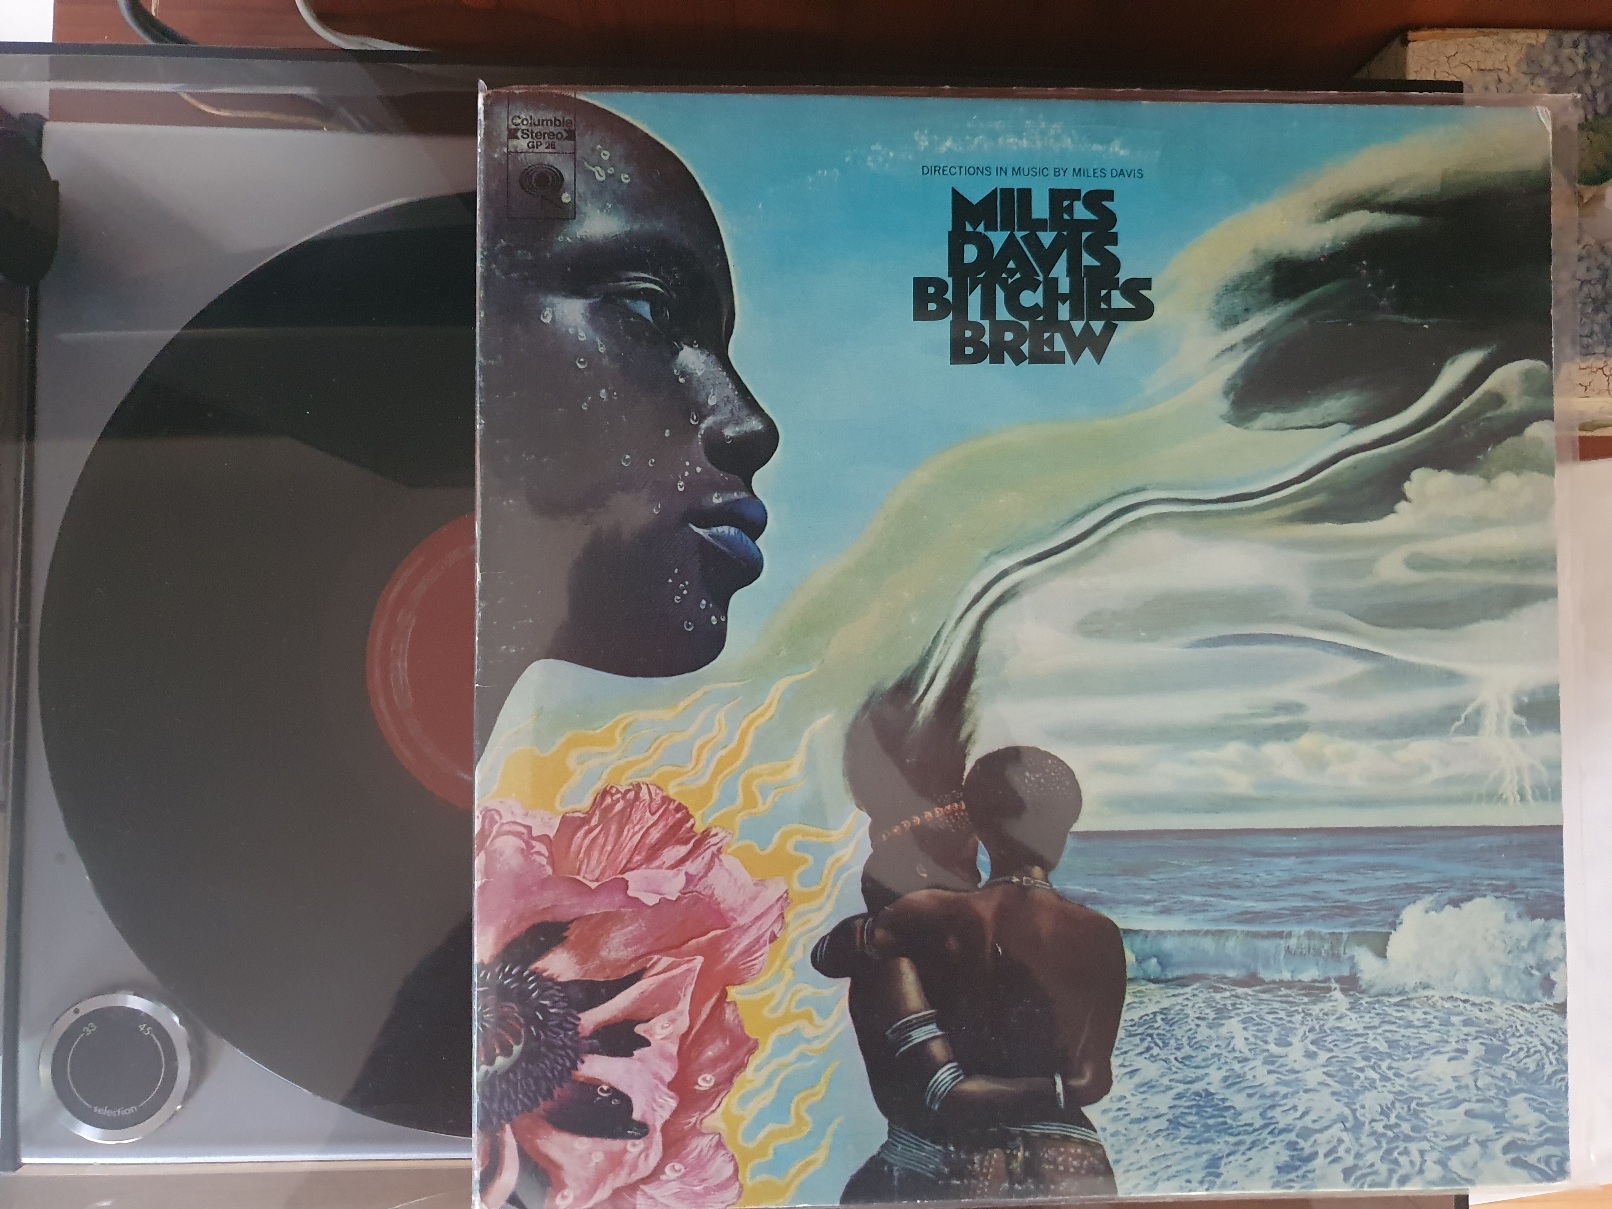 Columbia
Stereo
GP 26
DIRECTIONS IN MUSIC BY MILES DAVIS
MILES
DAVIS
BITCHES
BREW
33 45
selection